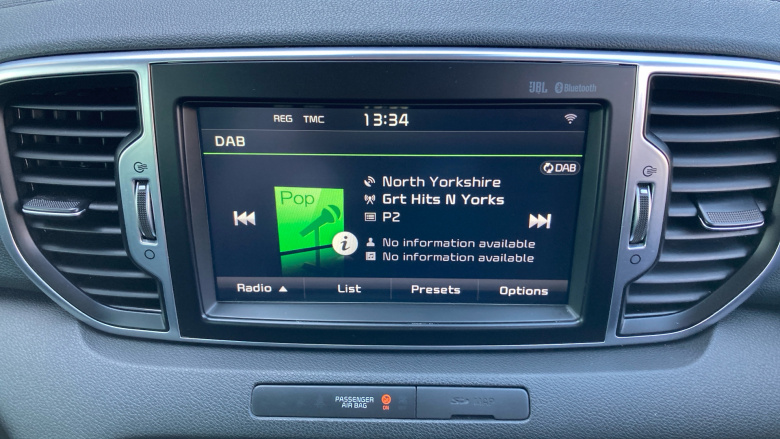 JBL Bluetooth
REG TMC 13:34
DAB
DAB
Pop
North Yorkshire
Grt Hits N Yorks
P2
i
No information available
No information available
Radio List Presets Options
PASSENGER
AIR BAG
ON